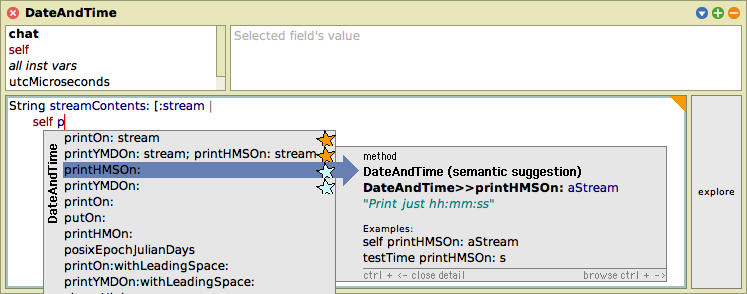 DateAndTime
chat
self
all inst vars
utcMicroseconds
Selected field's value
String streamContents: [:stream |
self p
explore
DateAndTime
printOn: stream
printYMDOn: stream; printHMSOn: stream
printHMSOn:
printYMDOn:
printOn:
putOn:
printHMOn:
posixEpochJulianDays
printOn:withLeadingSpace:
printYMDOn:withLeadingSpace:
method
DateAndTime (semantic suggestion)
DateAndTime>>printHMSOn: aStream
"Print just hh:mm:ss"
Examples:
self printHMSOn: aStream
testTime printHMSOn: s
ctrl + <- close detail
browse ctrl + ->